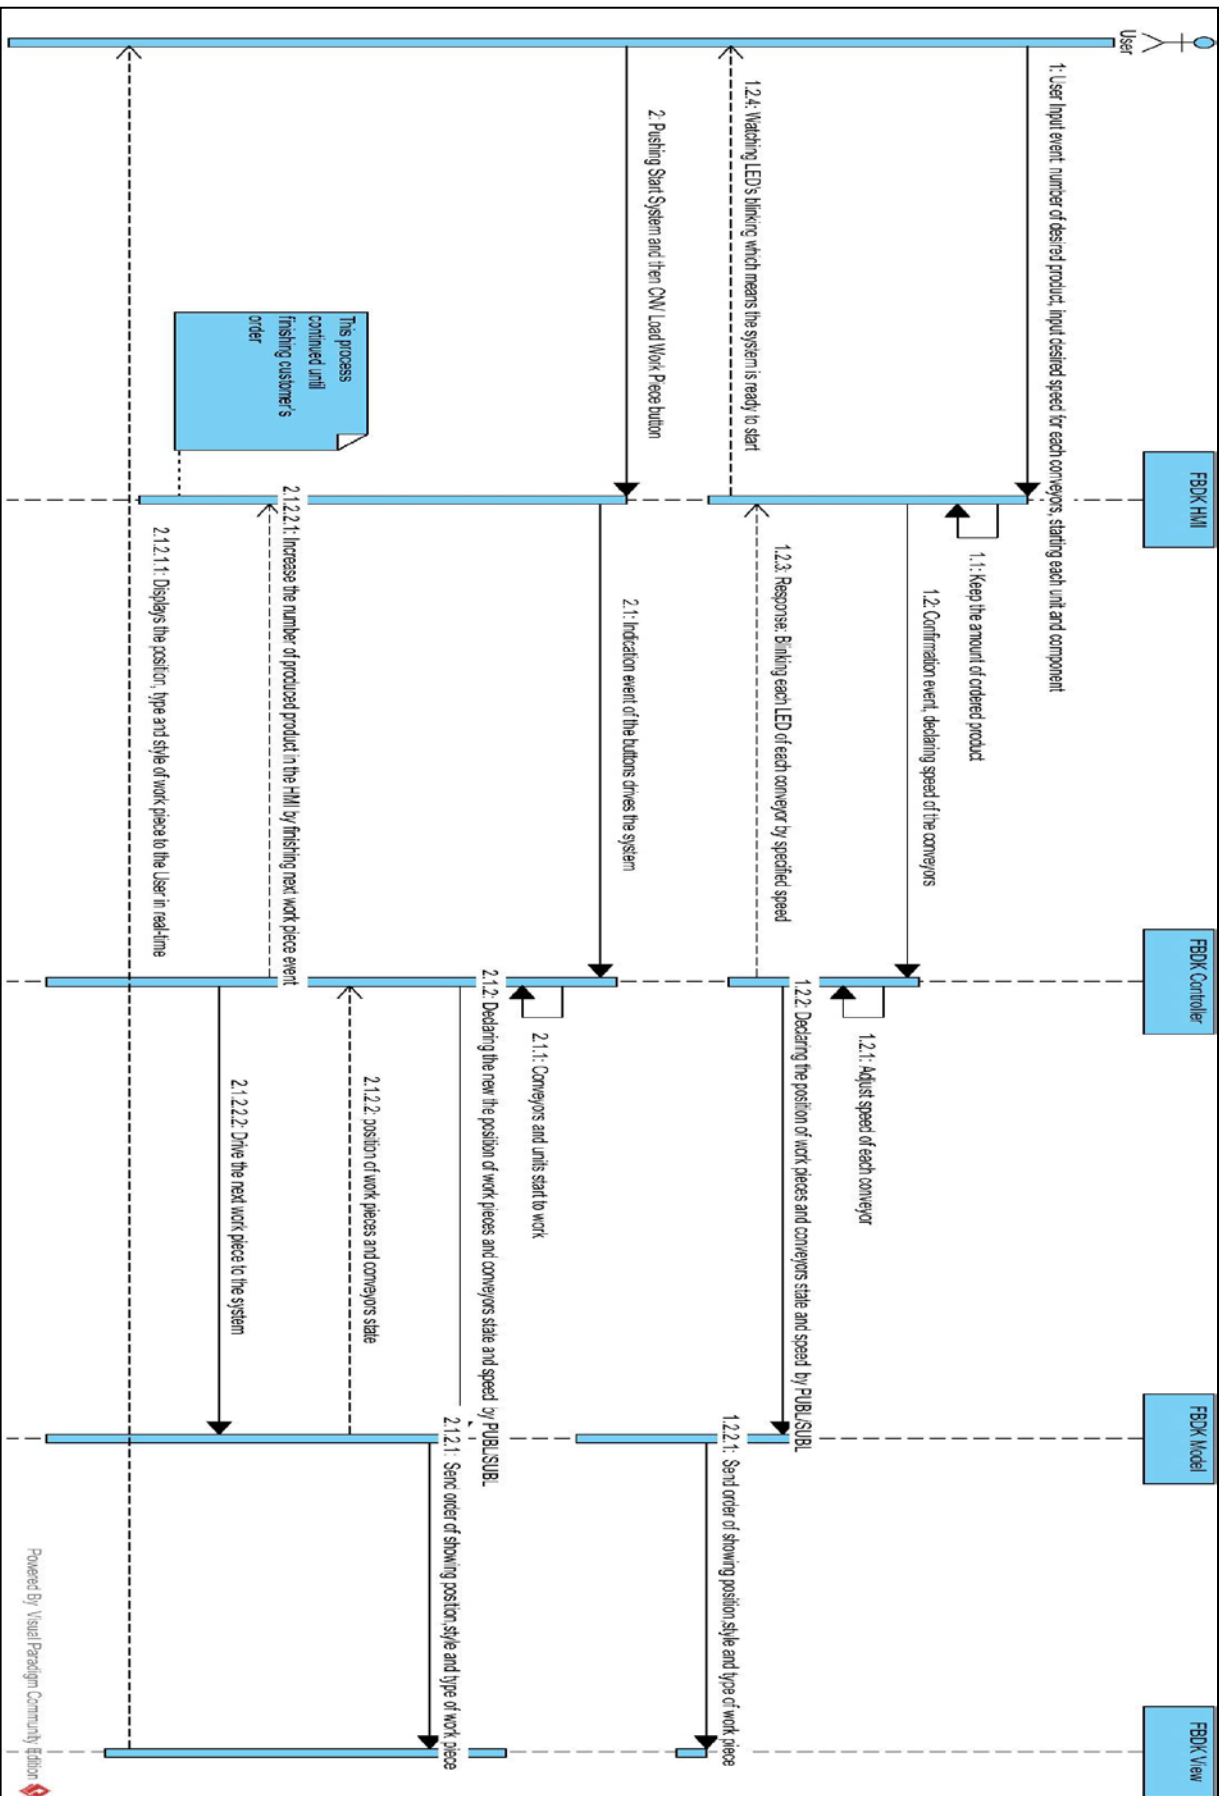 User
FBDK HMI
FBDK Controller
FBDK Model
FBDK View
1: User Input event number of desired product, input desired speed for each conveyors, starting each unit and component
1.1: Keep the amount of ordered product
1.2: Confirmation event, declaring speed of the conveyors
1.2.1: Adjust speed of each conveyor
1.2.2: Declaring the position of work pieces and conveyors state and speed by PUBL/SUBL
1.2.2.1: Send order of showing position,style and type of work piece
1.2.3: Response: Blinking each LED of each conveyor by specified speed
1.2.4: Watching LED's blinking which means the system is ready to start
2: Pushing Start System and then CNV Load Work Piece button
2.1: Indication event of the buttons drives the system
2.1.1: Conveyors and units start to work
2.1.2: Declaring the new the position of work pieces and conveyors state and speed by PUBL/SUBL
2.1.2.1: Send order of showing position,style and type of work piece
2.1.2.2: position of work pieces and conveyors state
2.1.2.2.1: Increase the number of produced product in the HMI by finishing next work piece event
2.1.2.2.2: Drive the next work piece to the system
2.1.2.1.1: Displays the position, type and style of work piece to the User in real-time
This process
continued until
finishing customer's
order
Powered By Visual Paradigm Community Edition